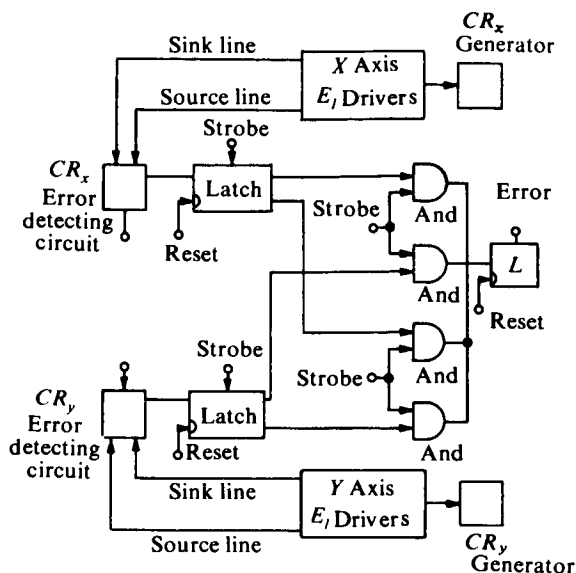 CRx
Generator
Sink line
X Axis
El Drivers
Source line
Strobe
CRx
Error
detecting
circuit
Latch
Reset
Strobe
And
Error
And
L
Reset
And
Strobe
And
Strobe
CRy
Error
detecting
circuit
Latch
Reset
Sink line
Y Axis
El Drivers
Source line
CRy
Generator